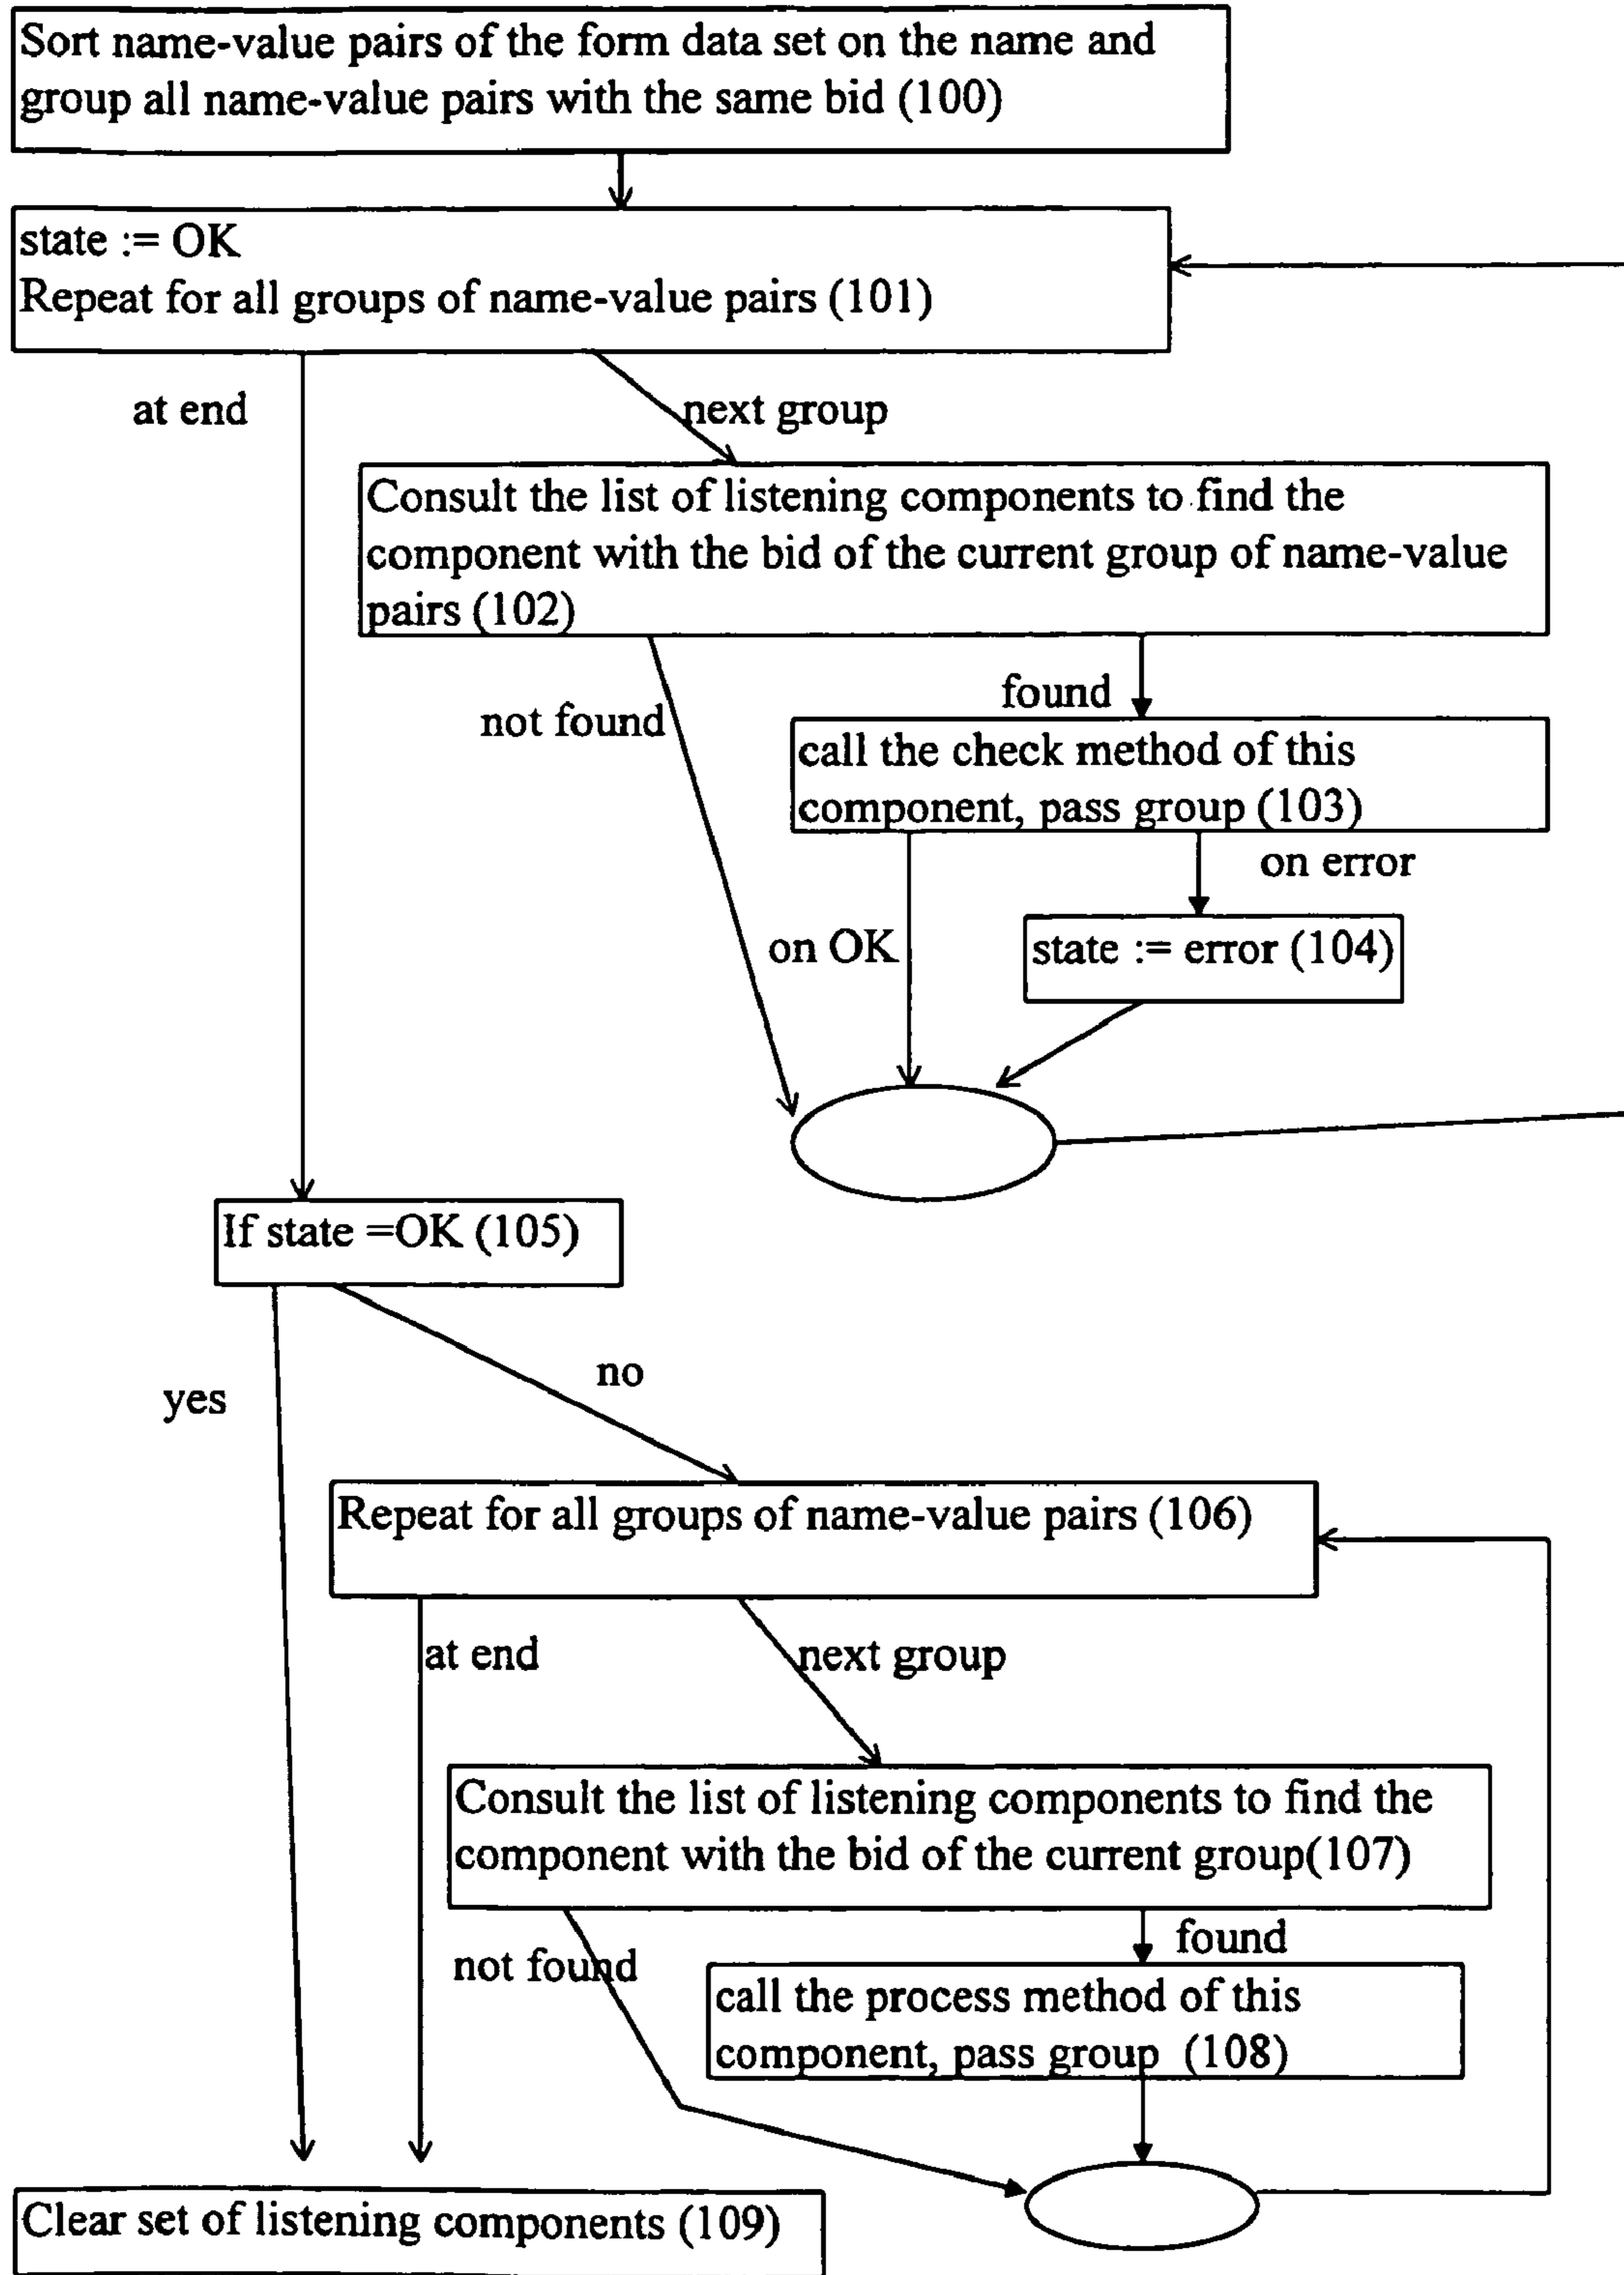 Sort name-value pairs of the form data set on the name and
group all name-value pairs with the same bid (100)
state := OK
Repeat for all groups of name-value pairs (101)
at end
next group
Consult the list of listening components to find the
component with the bid of the current group of name-value
pairs (102)
not found
found
call the check method of this
component, pass group (103)
on error
on OK
state := error (104)
If state =OK (105)
yes
no
Repeat for all groups of name-value pairs (106)
at end
next group
Consult the list of listening components to find the
component with the bid of the current group(107)
not found
found
call the process method of this
component, pass group (108)
Clear set of listening components (109)